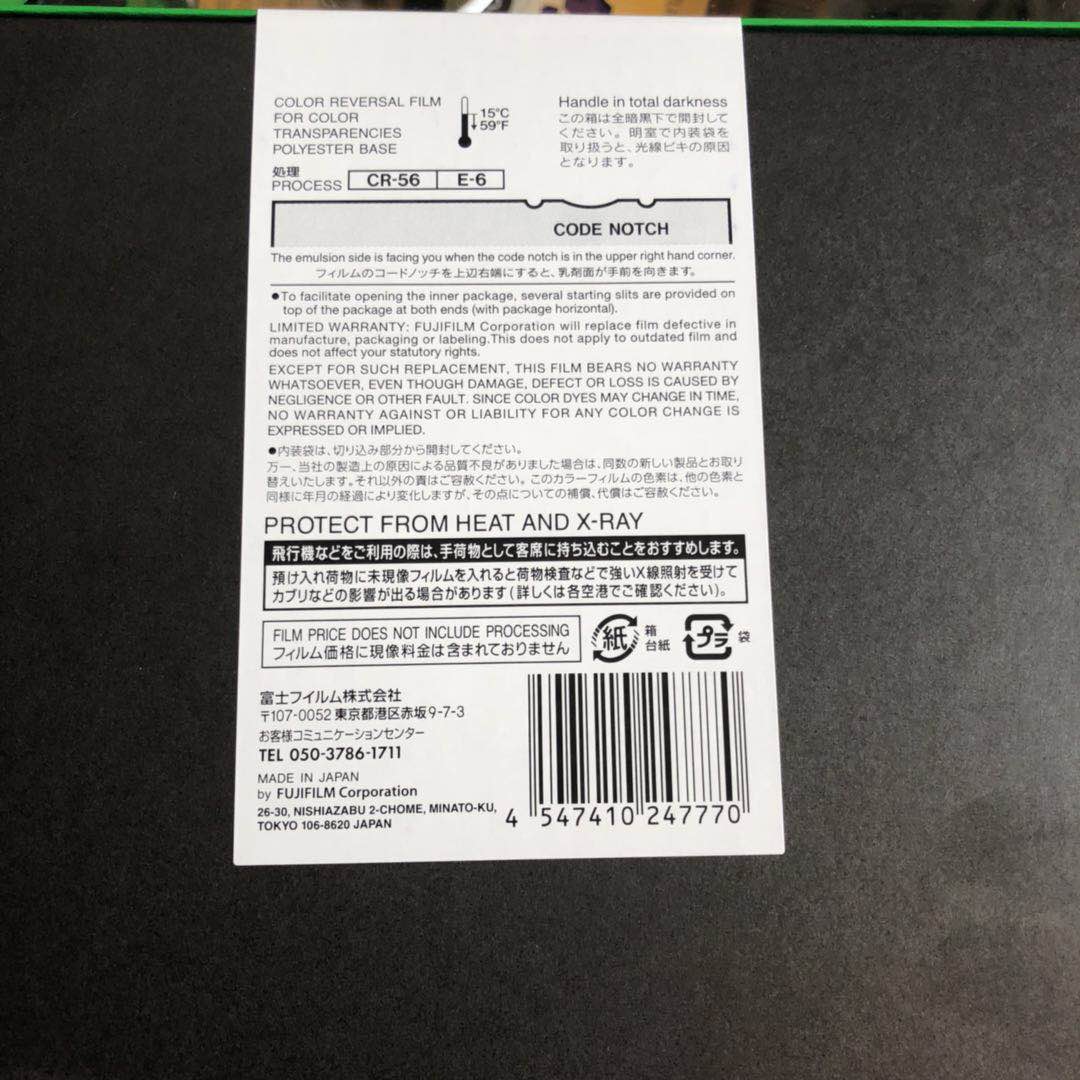 COLOR REVERSAL FILM
FOR COLOR
TRANSPARENCIES
POLYESTER BASE
15°C
59°F
Handle in total darkness
この箱は全暗黒下で開封して
ください。明室で内装袋を
取り扱うと、光線ビキの原因
となります。
処理
PROCESS CR-56 E-6
CODE NOTCH
The emulsion side is facing you when the code notch is in the upper right hand corner.
フィルムのコードノッチを上辺右端にすると、乳剤面が手前を向きます。
●To facilitate opening the inner package, several starting slits are provided on
top of the package at both ends (with package horizontal).
LIMITED WARRANTY: FUJIFILM Corporation will replace film defective in
manufacture, packaging or labeling.This does not apply to outdated film and
does not affect your statutory rights.
EXCEPT FOR SUCH REPLACEMENT, THIS FILM BEARS NO WARRANTY
WHATSOEVER, EVEN THOUGH DAMAGE, DEFECT OR LOSS IS CAUSED BY
NEGLIGENCE OR OTHER FAULT. SINCE COLOR DYES MAY CHANGE IN TIME,
NO WARRANTY AGAINST OR LIABILITY FOR ANY COLOR CHANGE IS
EXPRESSED OR IMPLIED.
●内装袋は、切り込み部分から開封してください。
万一、当社の製造上の原因による品質不良がありました場合は、同数の新しい製品とお取り
替えいたします。それ以外の責はご容赦ください。このカラーフィルムの色素は、他の色素と
同様に年月の経過により変化しますが、その点についての補償、代償はご容赦ください。
PROTECT FROM HEAT AND X-RAY
飛行機などをご利用の際は、手荷物として客席に持ち込むことをおすすめします。
預け入れ荷物に未現像フィルムを入れると荷物検査などで強いX線照射を受けて
カブリなどの影響が出る場合があります(詳しくは各空港でご確認ください)。
FILM PRICE DOES NOT INCLUDE PROCESSING
フィルム価格に現像料金は含まれておりません
紙 箱
台紙
プラ 袋
富士フイルム株式会社
〒107-0052 東京都港区赤坂9-7-3
お客様コミュニケーションセンター
TEL 050-3786-1711
MADE IN JAPAN
by FUJIFILM Corporation
26-30, NISHIAZABU 2-CHOME, MINATO-KU,
TOKYO 106-8620 JAPAN
4 547410 247770